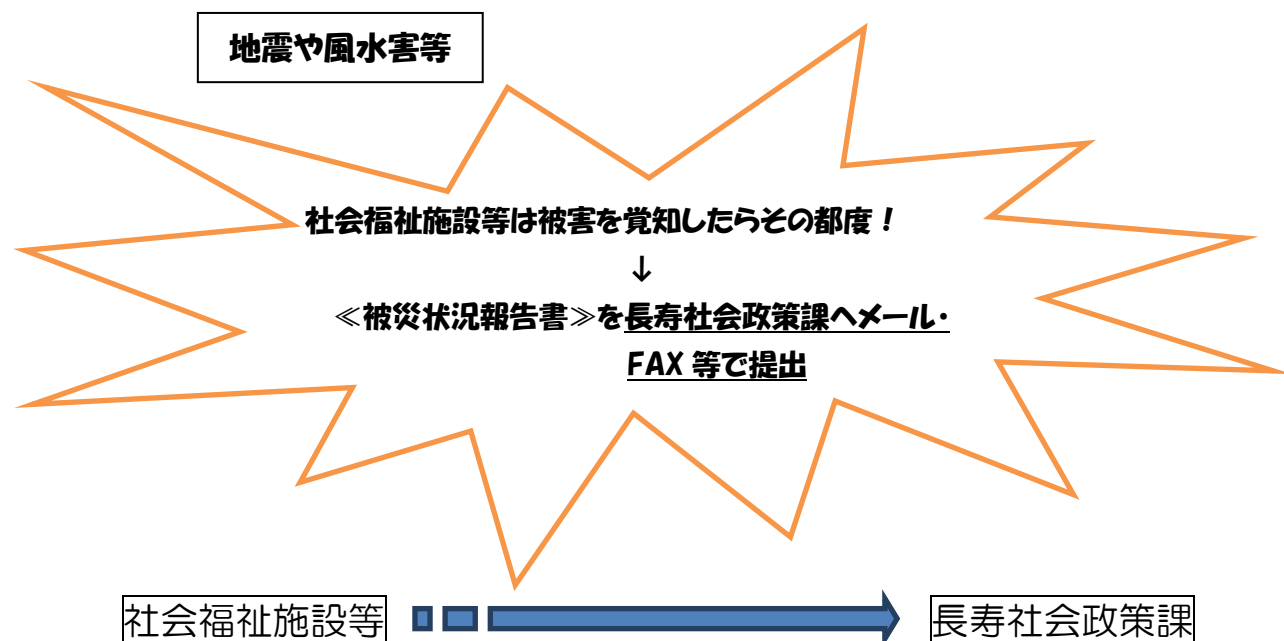 地震や風水害等
社会福祉施設等は被害を覚知したらその都度！
↓
≪被災状況報告書≫を長寿社会政策課へメール・
FAX 等で提出
社会福祉施設等
長寿社会政策課